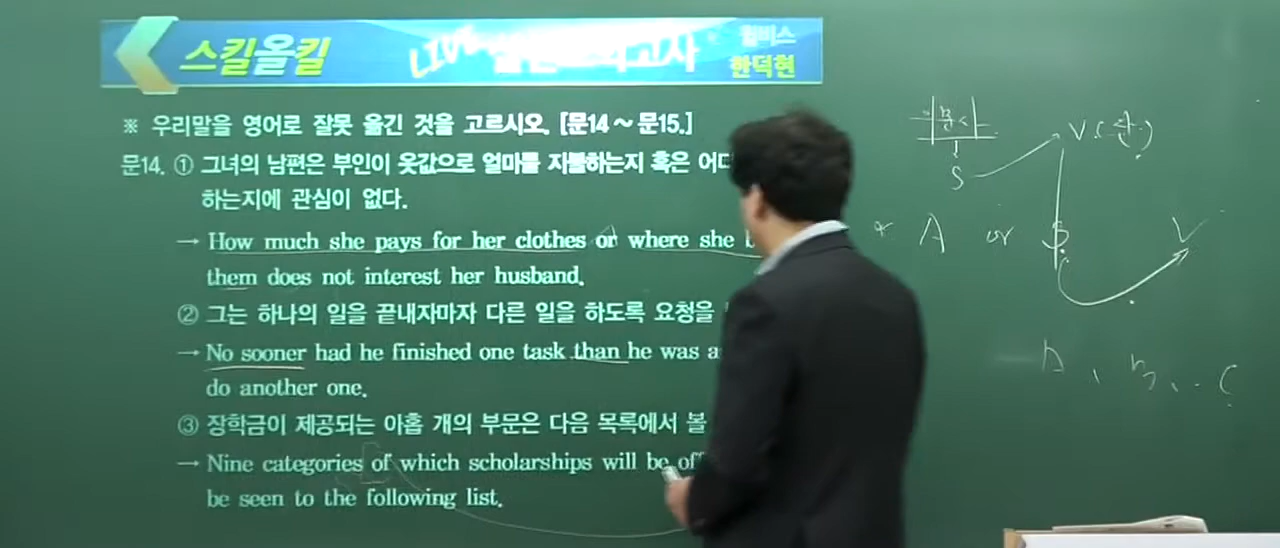 스킬올킬
LIVE
윌비스
한덕현
※ 우리말을 영어로 잘못 옮긴 것을 고르시오. [문14 ~ 문15.]
문14. ① 그녀의 남편은 부인이 옷값으로 얼마를 지불하는지 혹은
하는지에 관심이 없다.
→ How much she pays for her clothes or where she
them does not interest her husband.
② 그는 하나의 일을 끝내자마자 다른 일을 하도록 요청을
→ No sooner had he finished one task than he was
do another one.
③ 장학금이 제공되는 아홉 개의 부문은 다음 목록에서 볼
→ Nine categories of which scholarships will be
be seen to the following list.
S
V
A or B V